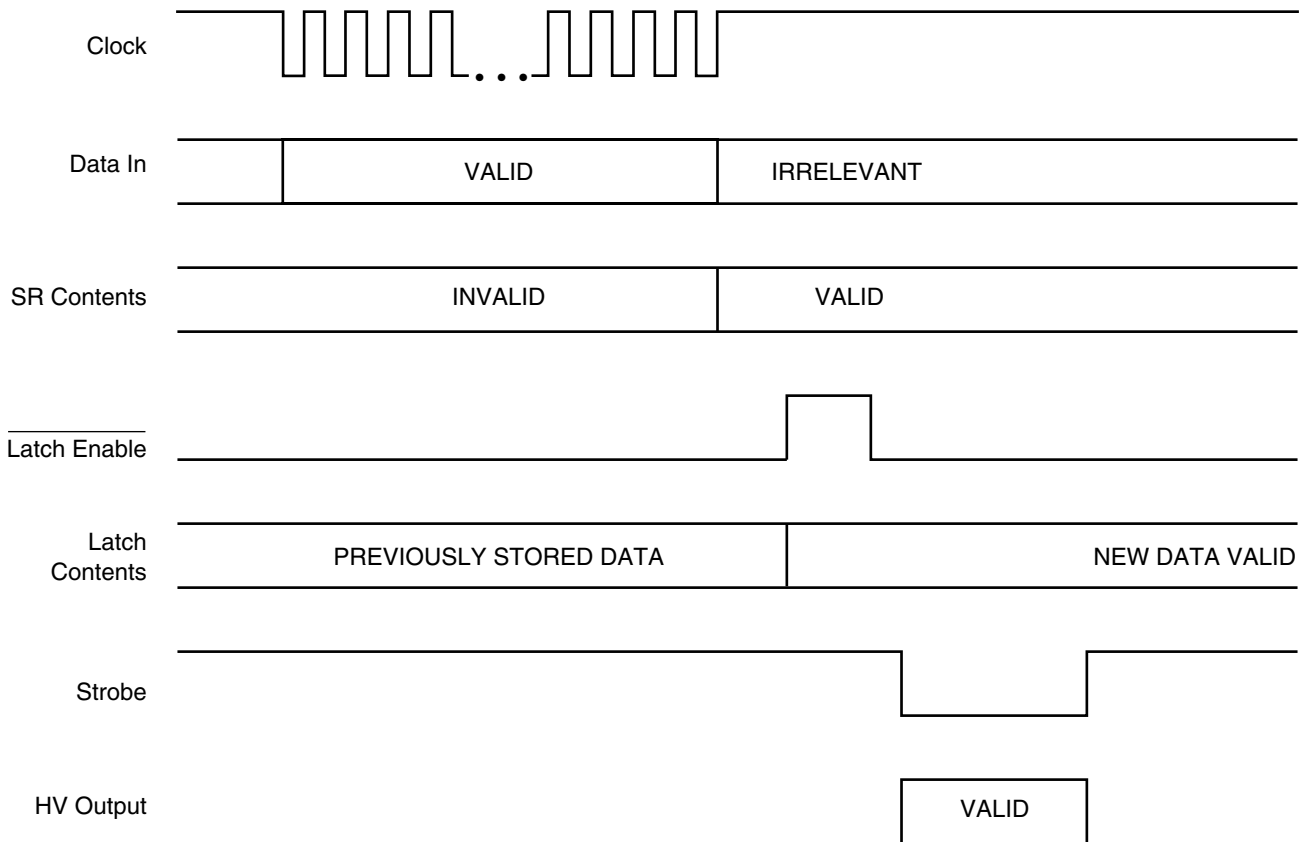 Clock
Data In
VALID
IRRELEVANT
SR Contents
INVALID
VALID
Latch Enable
Latch
Contents
PREVIOUSLY STORED DATA
NEW DATA VALID
Strobe
HV Output
VALID